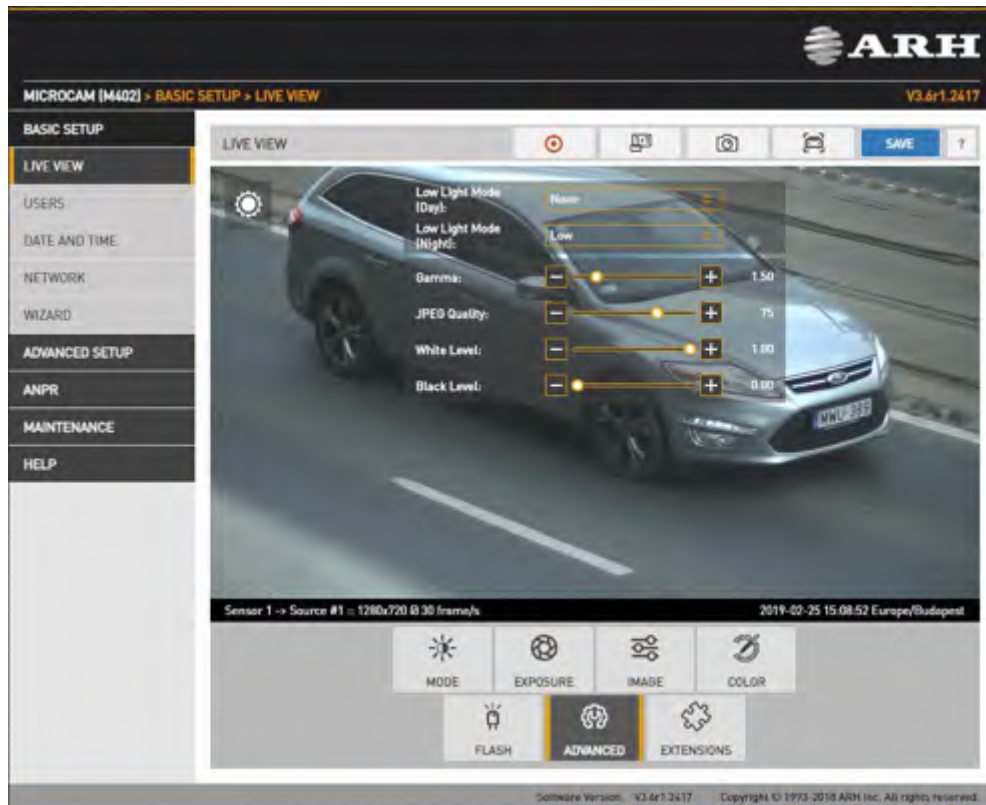 ARH
MICROCAM [M402] > BASIC SETUP > LIVE VIEW
V3.6r1.2417
BASIC SETUP
LIVE VIEW
USERS
DATE AND TIME
NETWORK
WIZARD
ADVANCED SETUP
ANPR
MAINTENANCE
HELP
LIVE VIEW
SAVE
?
Low Light Mode (Day): None
Low Light Mode (Night): Low
Gamma: 1.50
JPEG Quality: 75
White Level: 1.00
Black Level: 0.00
MWU-389
Sensor 1 -> Source #1 :: 1280x720 @ 30 frame/s
2019-02-25 15:08:52 Europe/Budapest
MODE
EXPOSURE
IMAGE
COLOR
FLASH
ADVANCED
EXTENSIONS
Software Version: V3.6r1.2417
Copyright © 1993-2018 ARH Inc. All rights reserved.